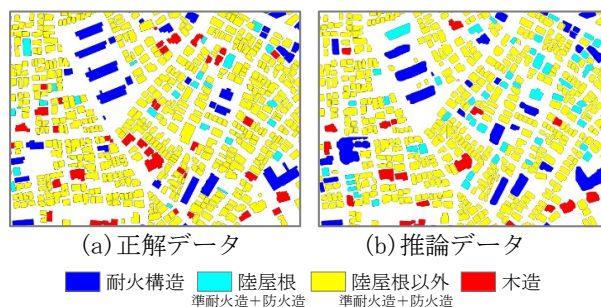 (a)正解データ
(b)推論データ
耐火構造
陸屋根
準耐火造＋防火造
陸屋根以外
準耐火造＋防火造
木造